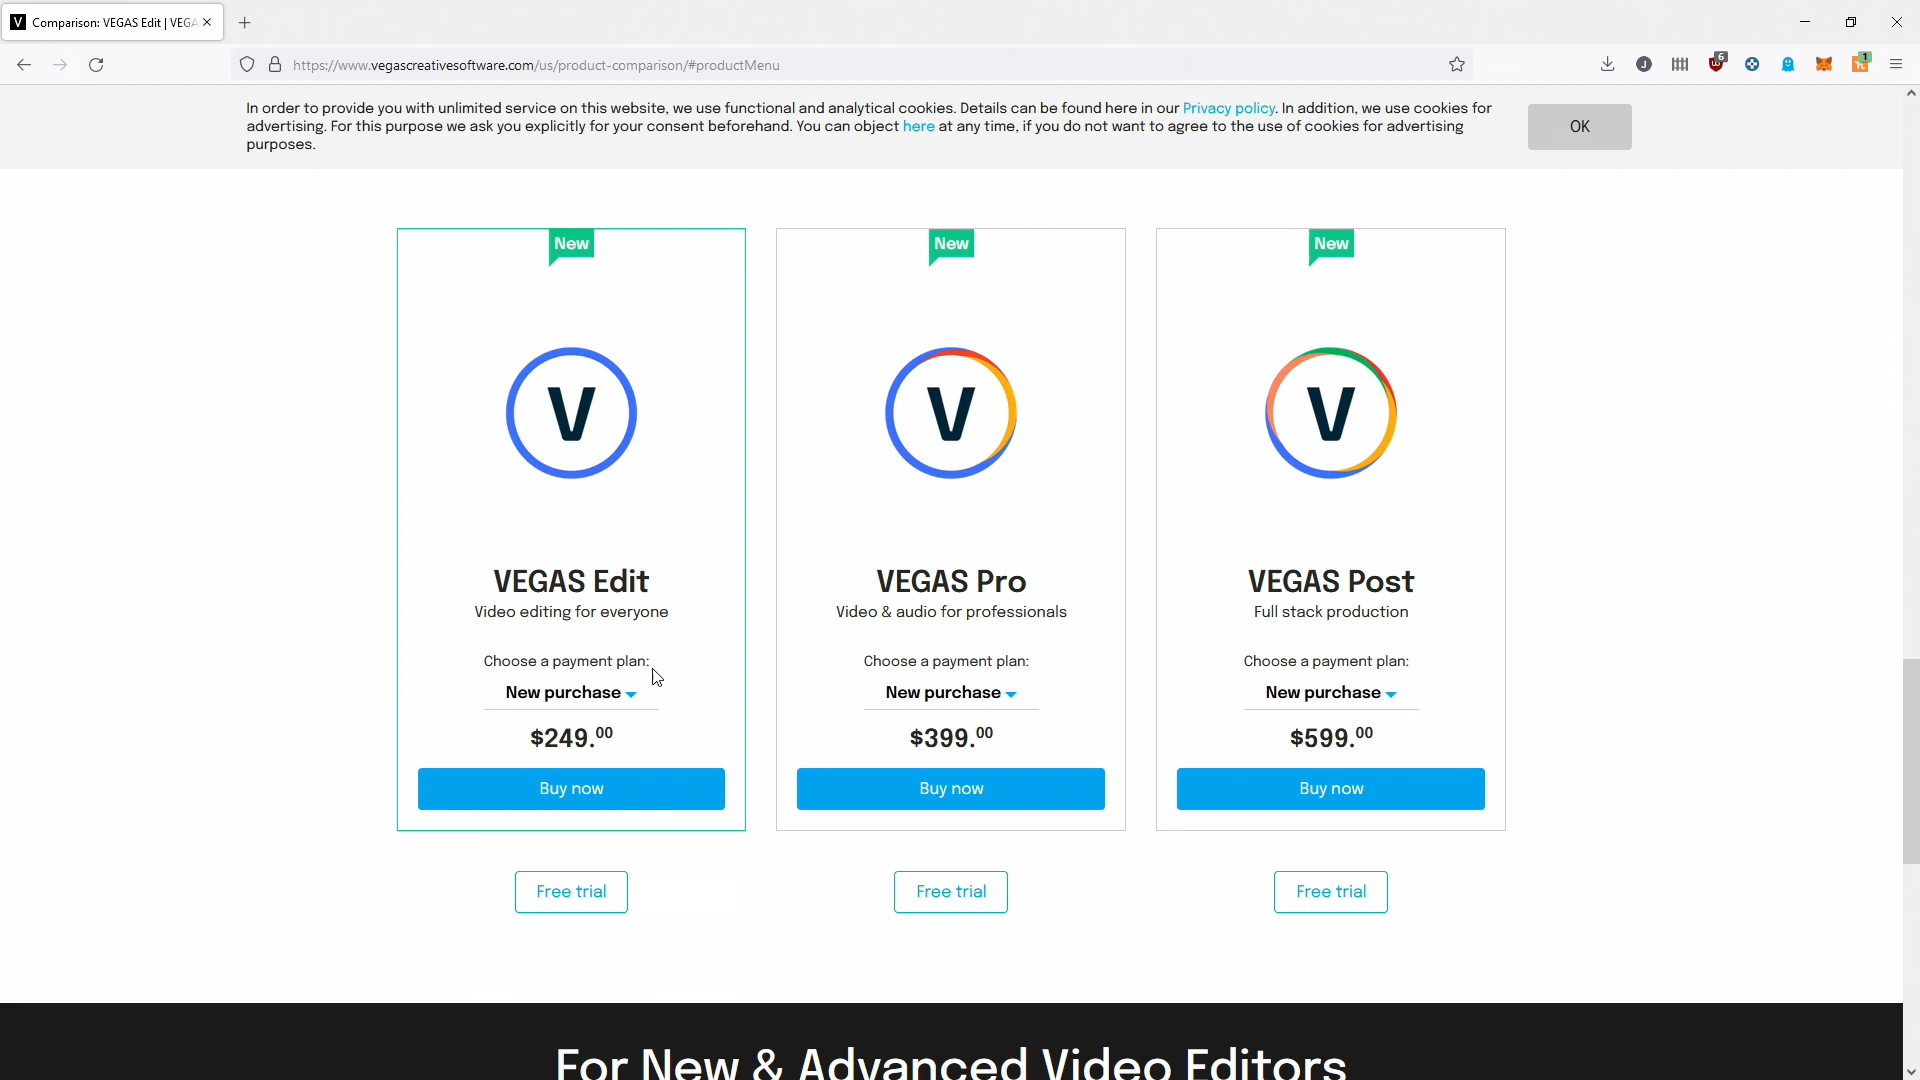 V Comparison: VEGAS Edit | VEGA
https://www.vegascreativesoftware.com/us/product-comparison/#productMenu
J
6
1
In order to provide you with unlimited service on this website, we use functional and analytical cookies. Details can be found here in our Privacy policy. In addition, we use cookies for
advertising. For this purpose we ask you explicitly for your consent beforehand. You can object here at any time, if you do not want to agree to the use of cookies for advertising
purposes.
OK
New
New
New
V
V
V
VEGAS Edit
Video editing for everyone
Choose a payment plan:
New purchase
$249.00
Buy now
Free trial
VEGAS Pro
Video & audio for professionals
Choose a payment plan:
New purchase
$399.00
Buy now
Free trial
VEGAS Post
Full stack production
Choose a payment plan:
New purchase
$599.00
Buy now
Free trial
For New & Advanced Video Editors